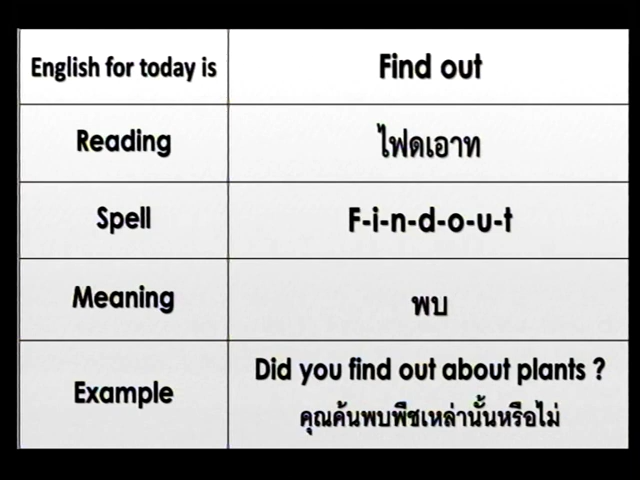 English for today is Find out
Reading ไฟดเอาท
Spell F-i-n-d-o-u-t
Meaning พบ
Example Did you find out about plants ?
คุณค้นพบพืชเหล่านั้นหรือไม่